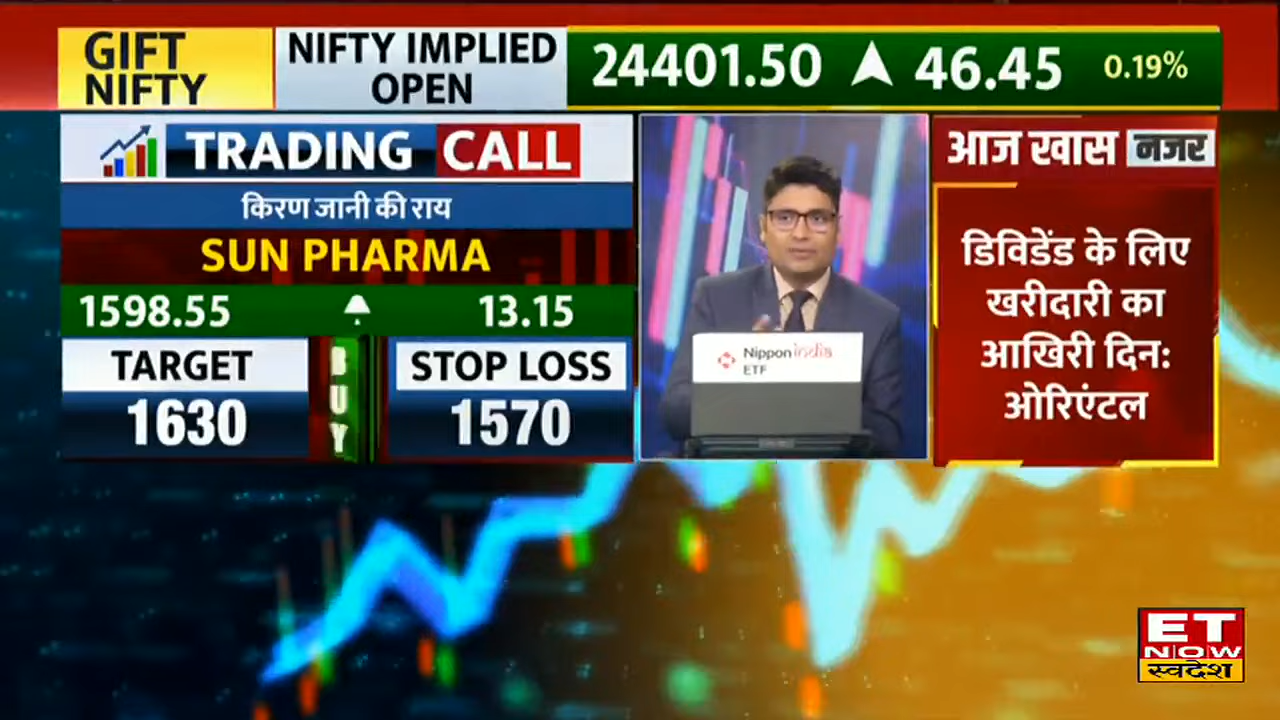 GIFT
NIFTY
NIFTY IMPLIED
OPEN
24401.50 ▲ 46.45 0.19%
TRADING CALL
किरण जानी की राय
SUN PHARMA
1598.55 ▲ 13.15
TARGET
1630
BUY
STOP LOSS
1570
Nippon india
ETF
आज खास नजर
डिविडेंड के लिए
खरीदारी का
आखिरी दिन:
ओरिएंटल
ET
NOW
स्वदेश